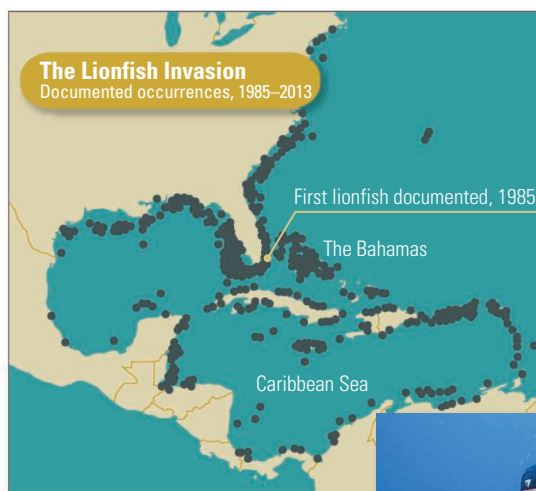 The Lionfish Invasion
Documented occurrences, 1985–2013
First lionfish documented, 1985
The Bahamas
Caribbean Sea